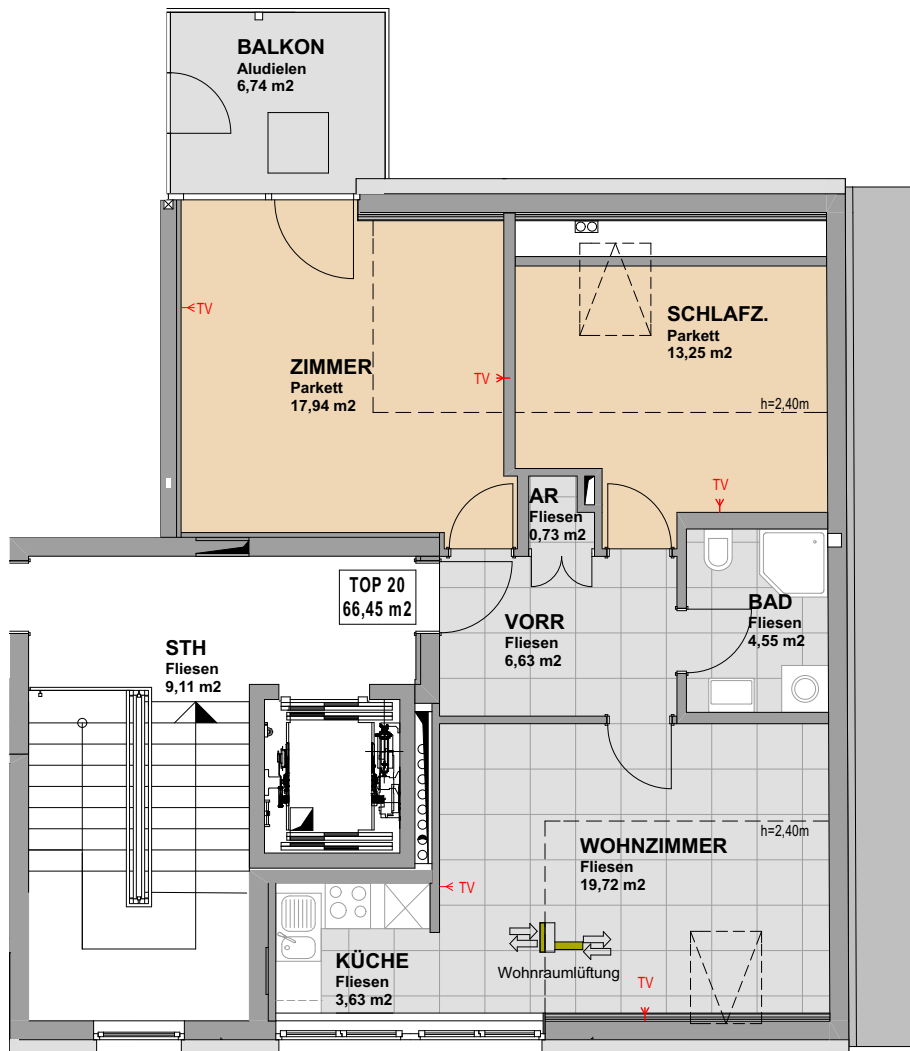 BALKON
Aludielen
6,74 m2
TV
SCHLAFZ.
Parkett
13,25 m2
ZIMMER
Parkett
17,94 m2
TV
h=2,40m
TV
AR
Fliesen
0,73 m2
TOP 20
66,45 m2
VORR
Fliesen
6,63 m2
BAD
Fliesen
4,55 m2
STH
Fliesen
9,11 m2
h=2,40m
WOHNZIMMER
Fliesen
19,72 m2
TV
KÜCHE
Fliesen
3,63 m2
Wohnraumlüftung
TV